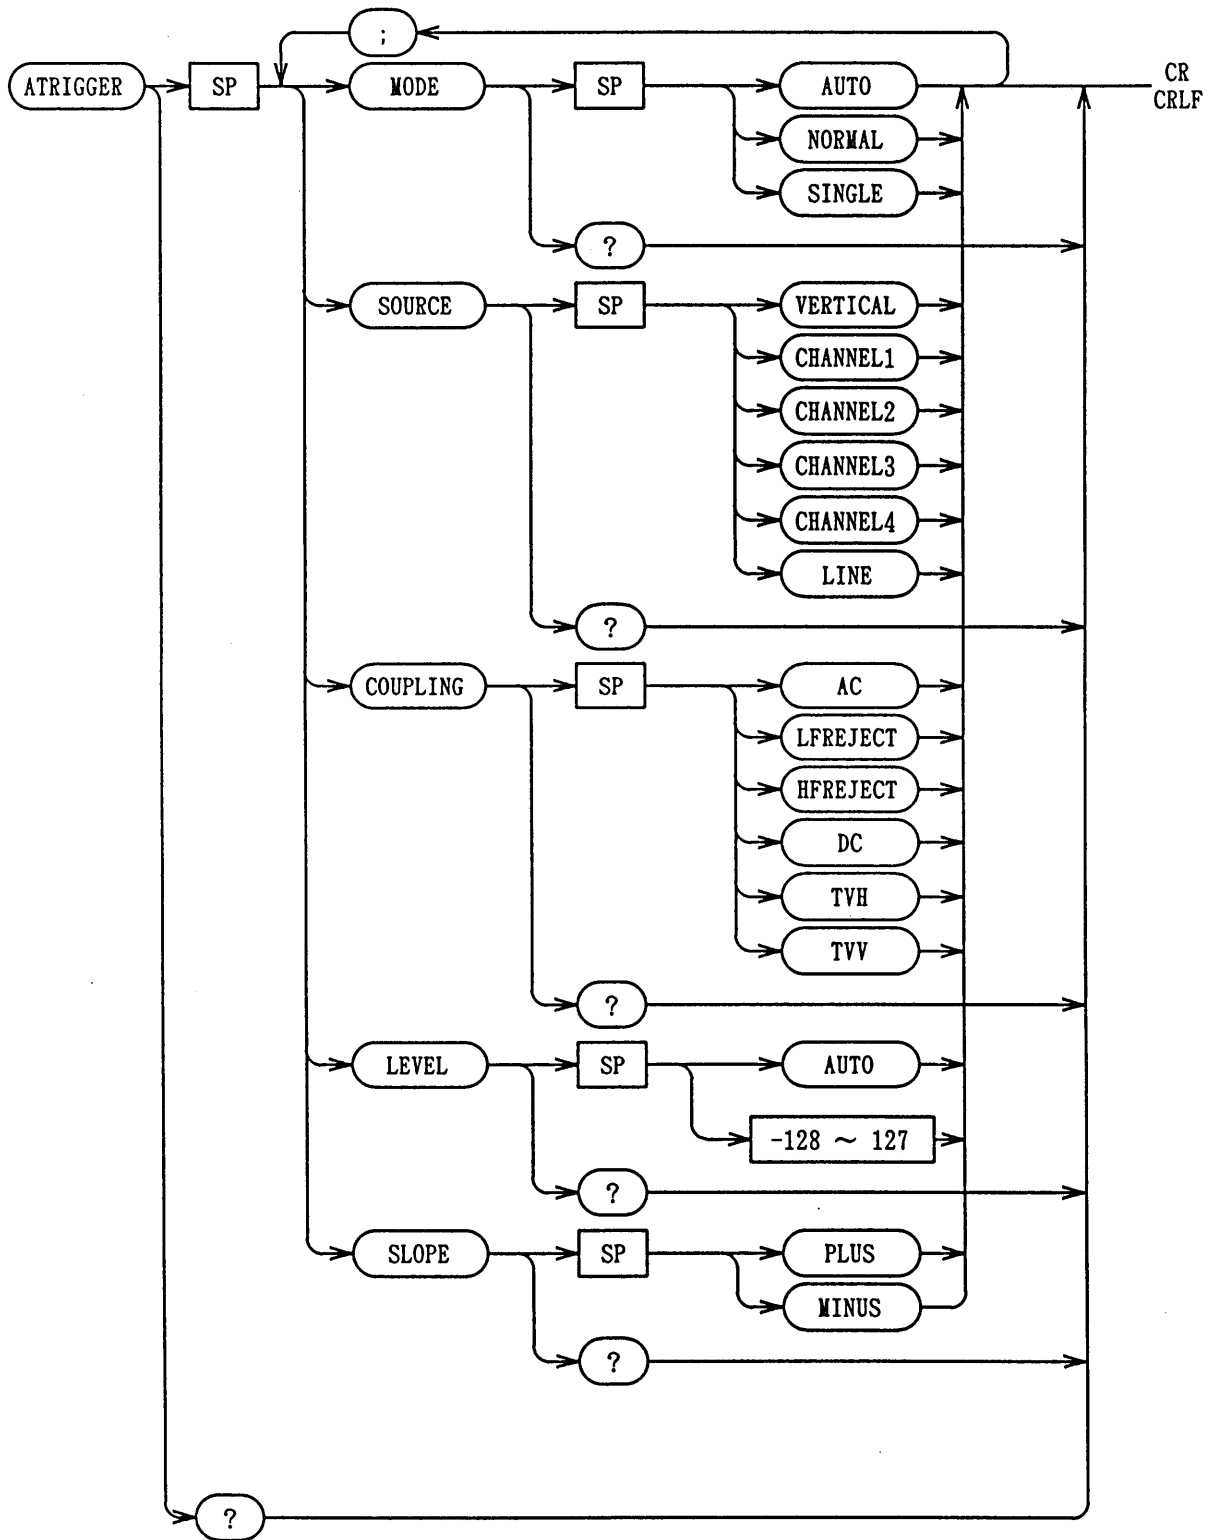 ;
ATRIGGER SP MODE SP AUTO CR
CRLF
NORMAL
SINGLE
?
SOURCE SP VERTICAL
CHANNEL1
CHANNEL2
CHANNEL3
CHANNEL4
LINE
?
COUPLING SP AC
LFREJECT
HFREJECT
DC
TVH
TVV
?
LEVEL SP AUTO
-128 ~ 127
?
SLOPE SP PLUS
MINUS
?
?